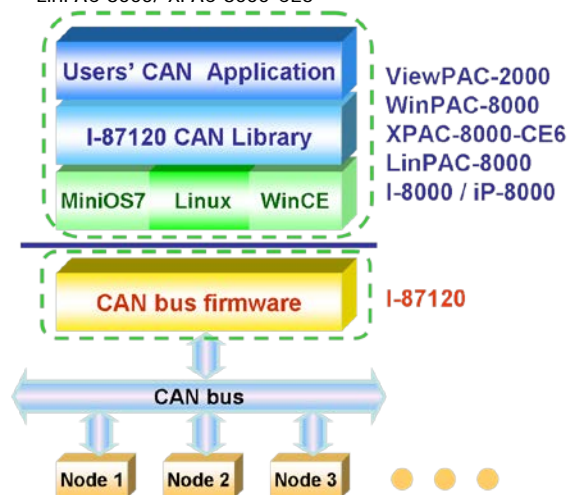 Users' CAN Application
I-87120 CAN Library
MiniOS7 Linux WinCE
ViewPAC-2000
WinPAC-8000
XPAC-8000-CE6
LinPAC-8000
I-8000 / iP-8000
CAN bus firmware
I-87120
CAN bus
Node 1 Node 2 Node 3